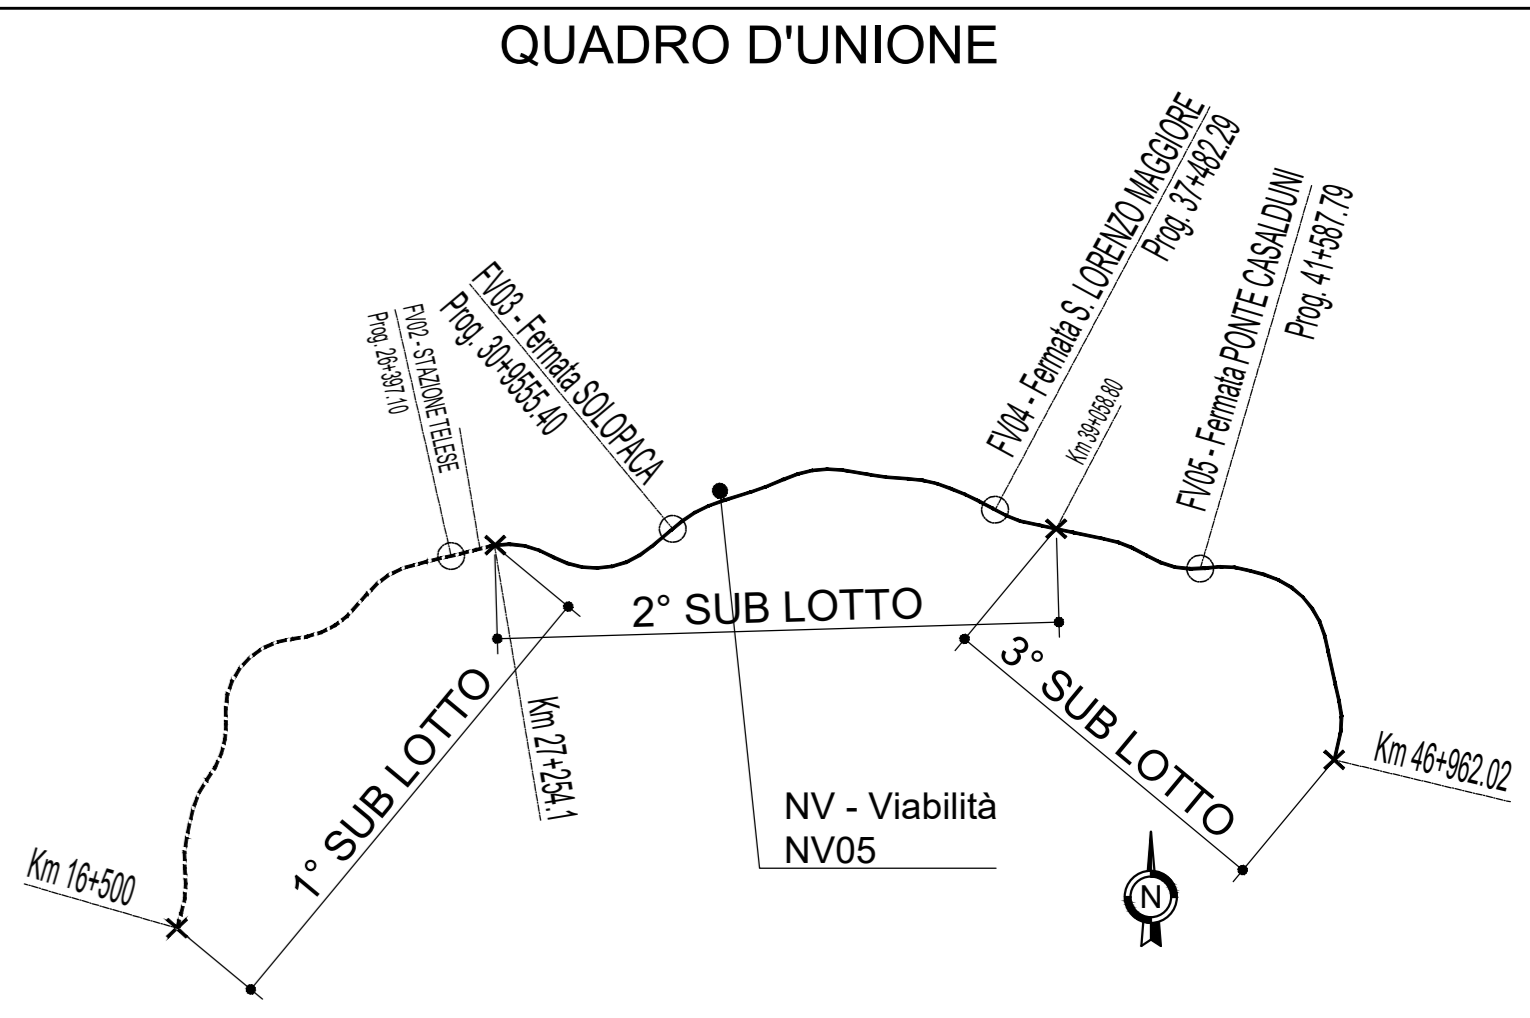 QUADRO D'UNIONE
FV02 - STAZIONE TELESE
Prog. 26+397.10
FV03 - Fermata SOLOPACA
Prog. 30+9555.40
FV04 - Fermata S. LORENZO MAGGIORE
Prog. 37+482.29
Km 39+058.80
FV05 - Fermata PONTE CASALDUNI
Prog. 41+587.79
1° SUB LOTTO
2° SUB LOTTO
3° SUB LOTTO
Km 27+254.1
Km 46+962.02
NV - Viabilità
NV05
Km 16+500
N